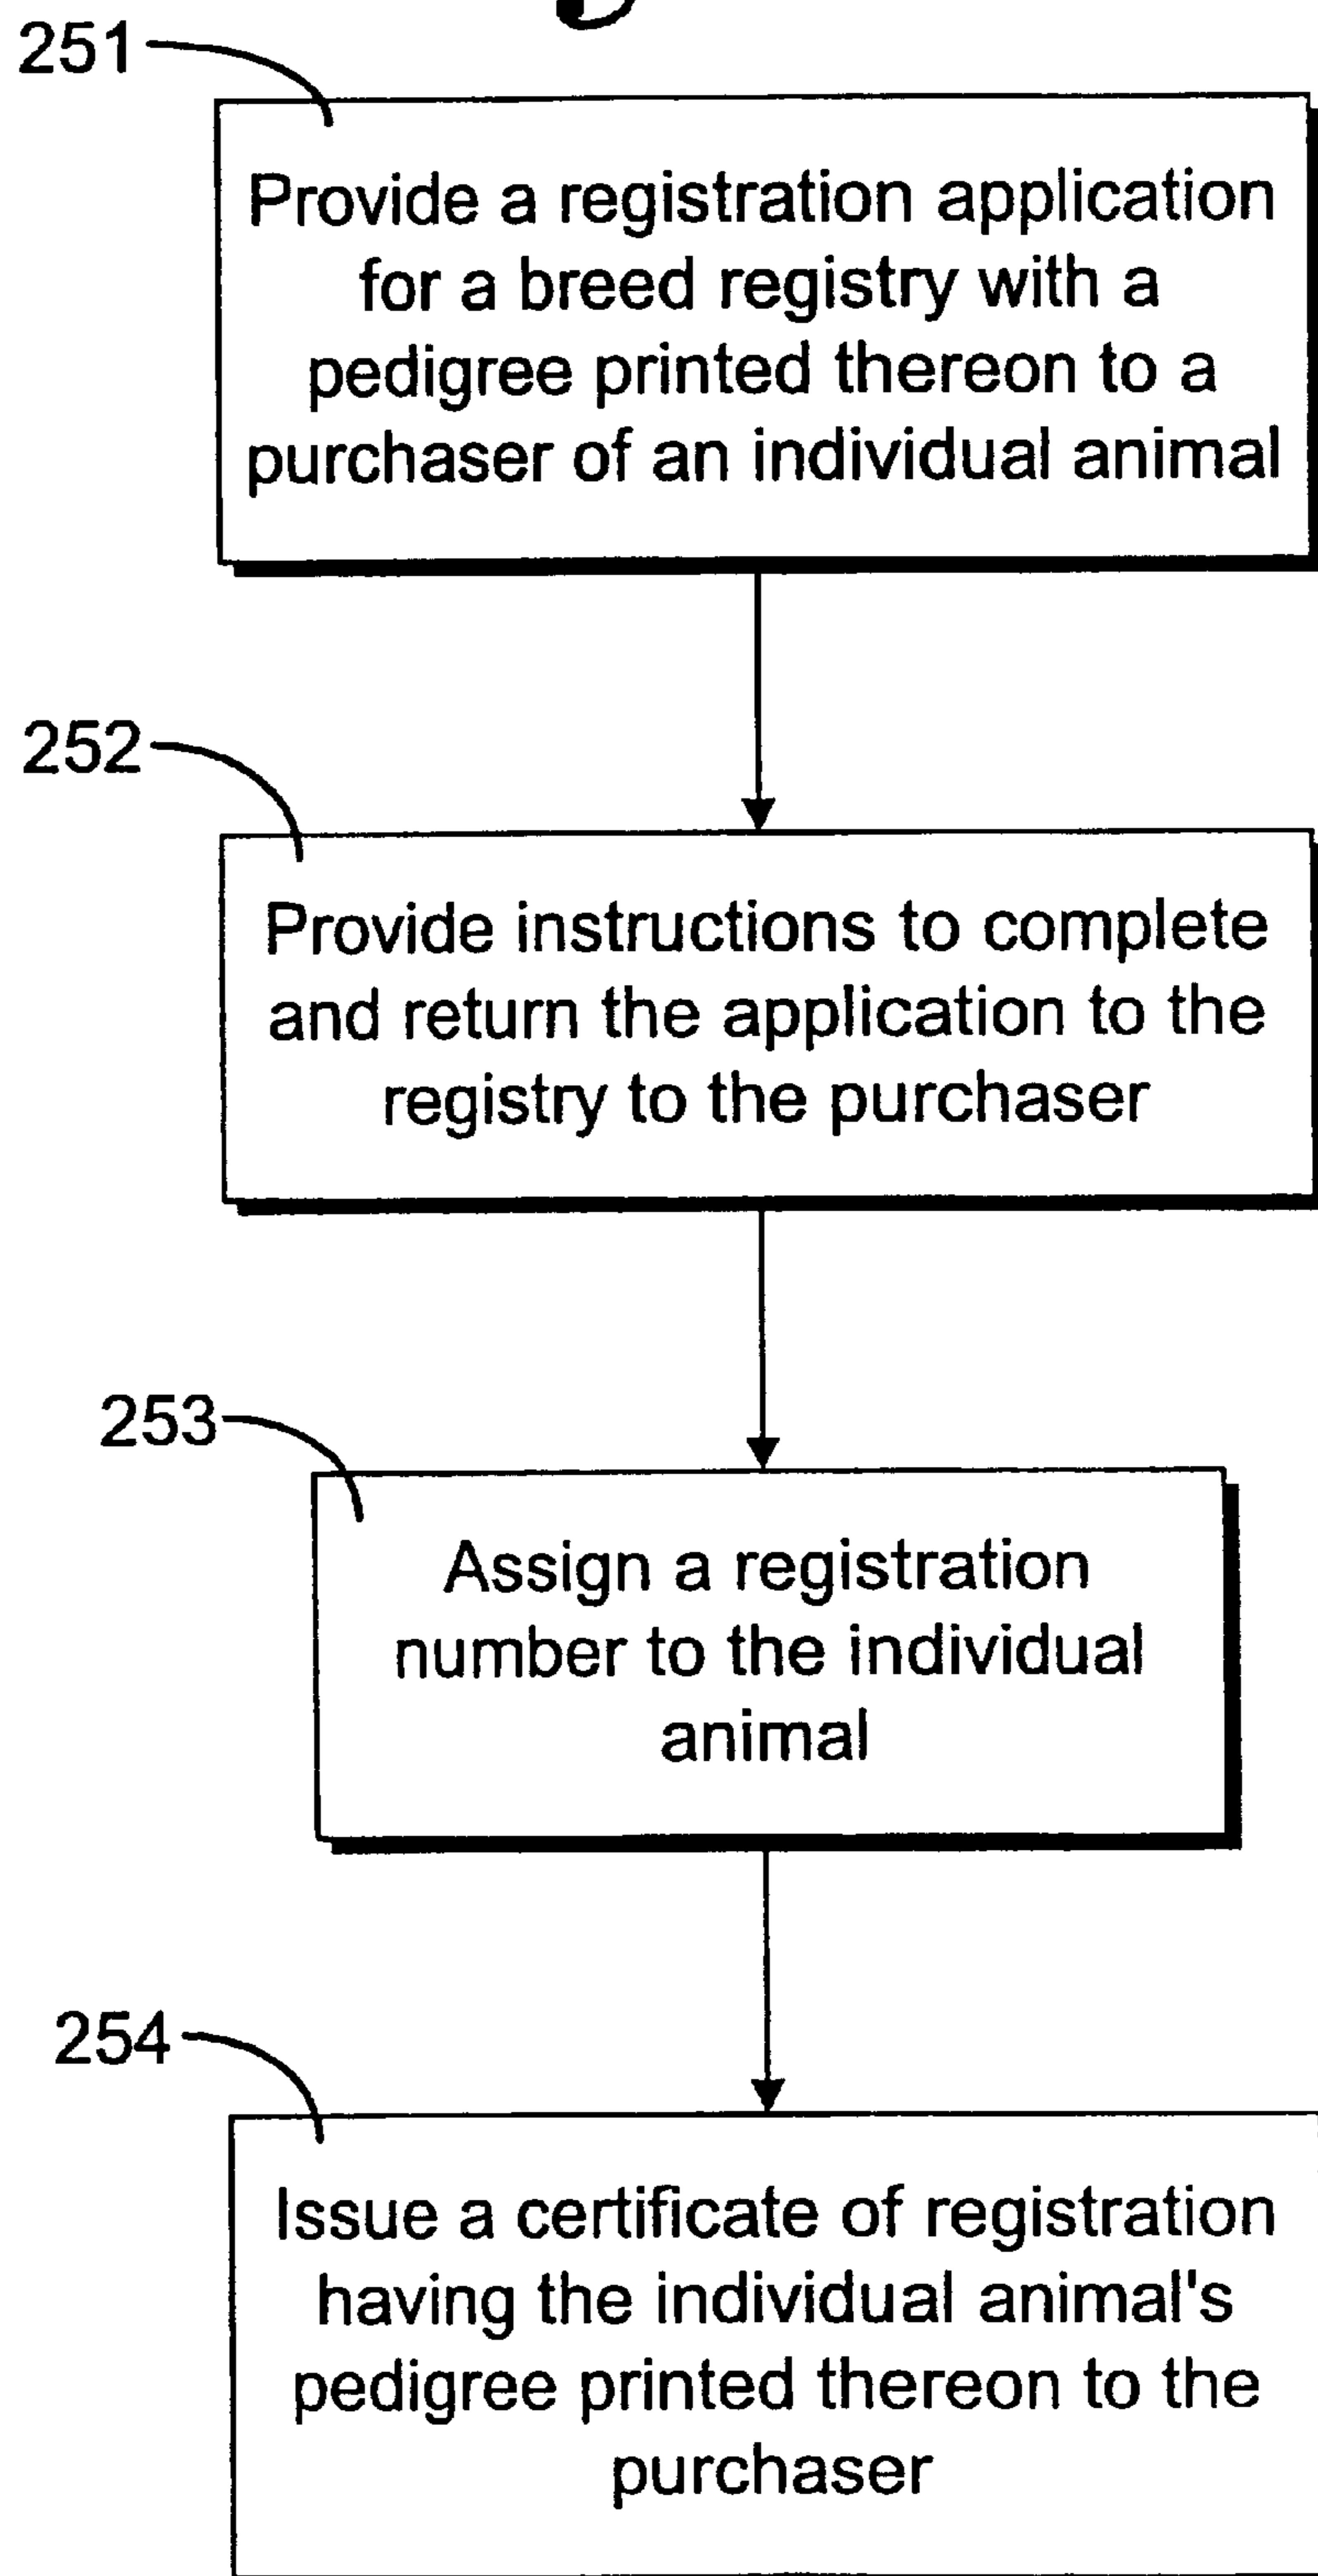 251
Provide a registration application
for a breed registry with a
pedigree printed thereon to a
purchaser of an individual animal
252
Provide instructions to complete
and return the application to the
registry to the purchaser
253
Assign a registration
number to the individual
animal
254
Issue a certificate of registration
having the individual animal's
pedigree printed thereon to the
purchaser